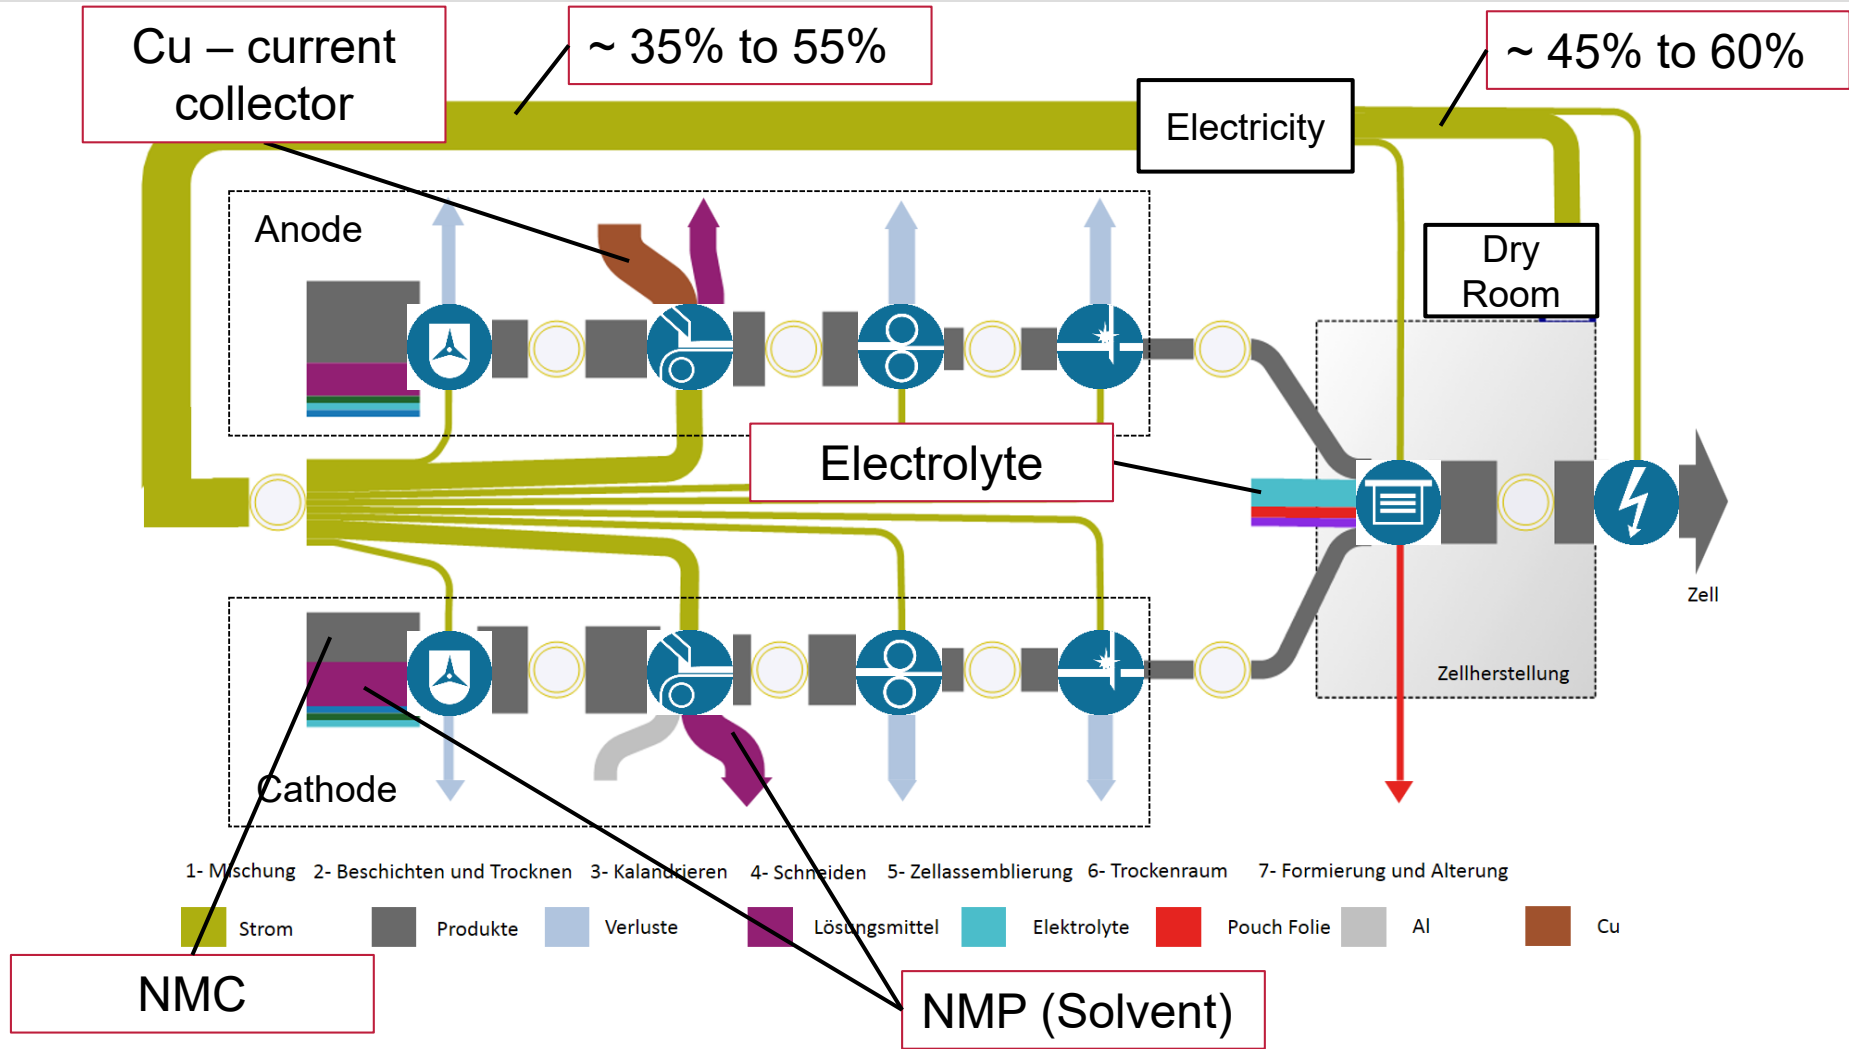 Cu – current
collector
~ 35% to 55%
~ 45% to 60%
Electricity
Dry
Room
Anode
Electrolyte
Zell
Zellherstellung
Cathode
1- Mischung 2- Beschichten und Trocknen 3- Kalandrieren 4- Schneiden 5- Zellassemblierung 6- Trockenraum 7- Formierung und Alterung
Strom Produkte Verluste Lösungsmittel Elektrolyte Pouch Folie Al Cu
NMC
NMP (Solvent)